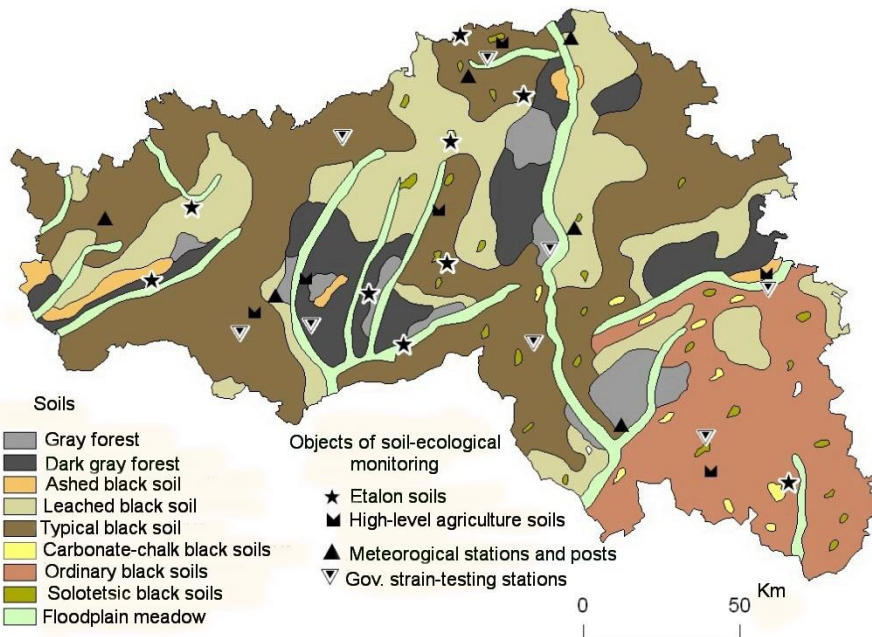 Soils
Gray forest
Dark gray forest
Ashed black soil
Leached black soil
Typical black soil
Carbonate-chalk black soils
Ordinary black soils
Solotetsic black soils
Floodplain meadow
Objects of soil-ecological
monitoring
Etalon soils
High-level agriculture soils
Meteorogical stations and posts
Gov. strain-testing stations
Km
0 50